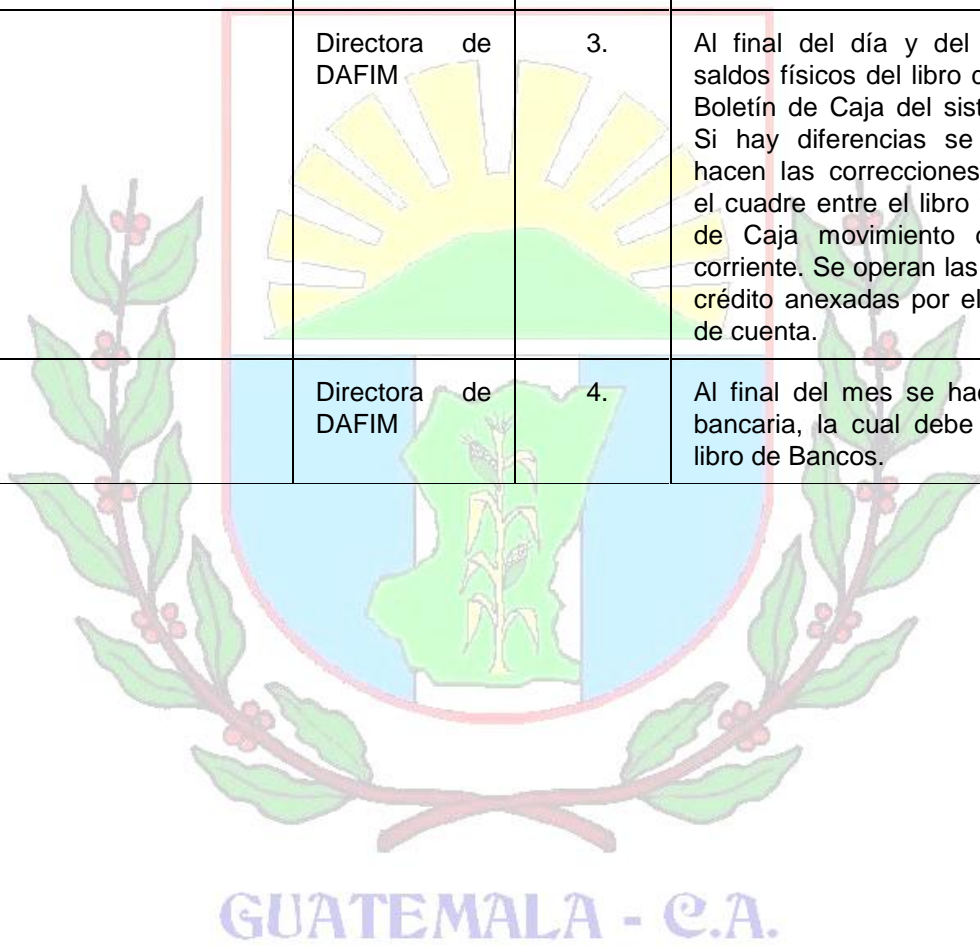 Directora de
DAFIM
3.
Al final del día y del
saldos físicos del libro
Boletín de Caja del
Si hay diferencias se
hacen las correcciones
el cuadre entre el libro
de Caja movimiento
corriente. Se operan las
crédito anexadas por el
de cuenta.
Directora de
DAFIM
4.
Al final del mes se
bancaria, la cual debe
libro de Bancos.
GUATEMALA - C.A.